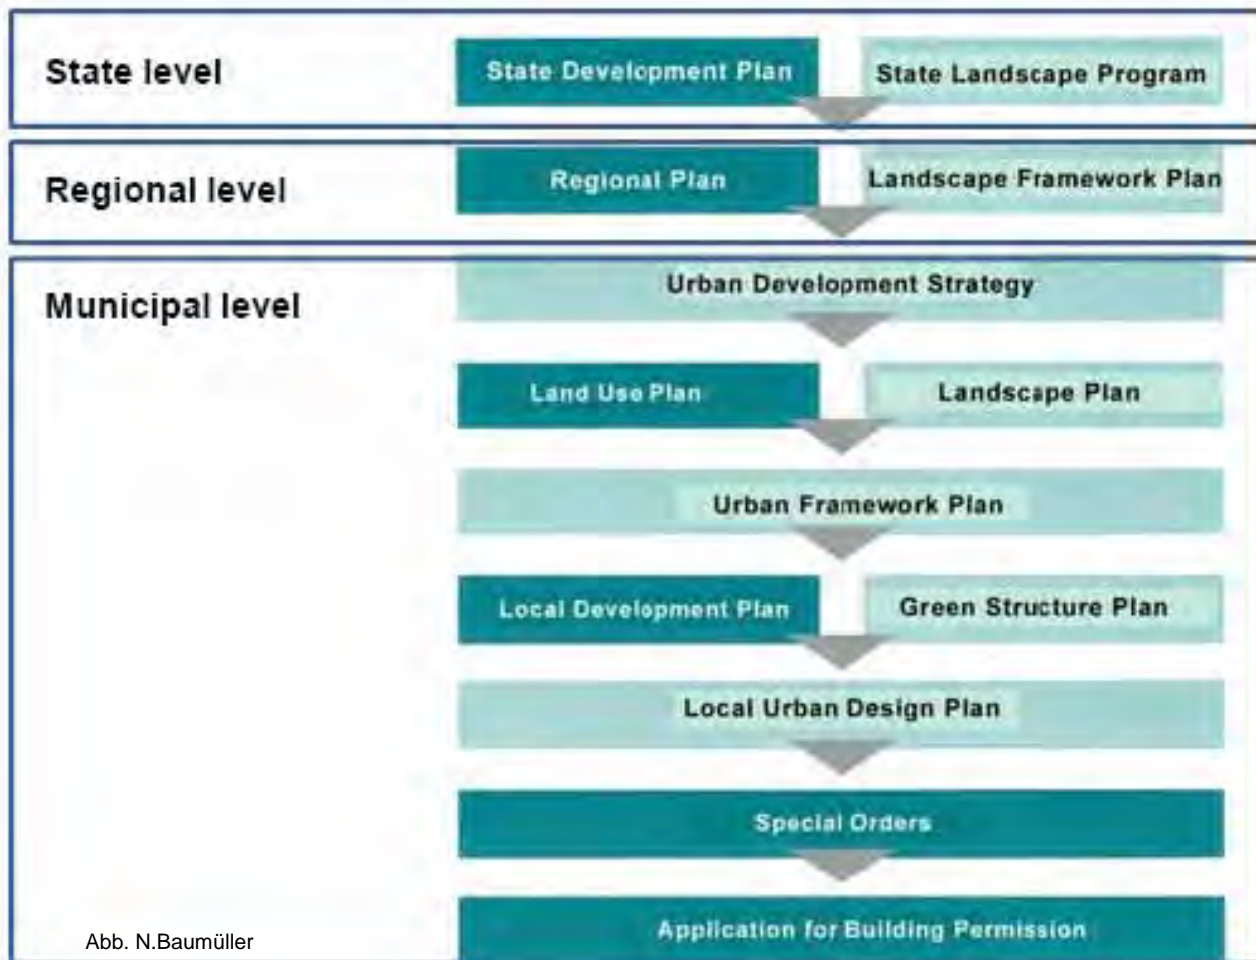 State level
State Development Plan
State Landscape Program
Regional level
Regional Plan
Landscape Framework Plan
Municipal level
Urban Development Strategy
Land Use Plan
Landscape Plan
Urban Framework Plan
Local Development Plan
Green Structure Plan
Local Urban Design Plan
Special Orders
Application for Building Permission
Abb. N.Baumüller